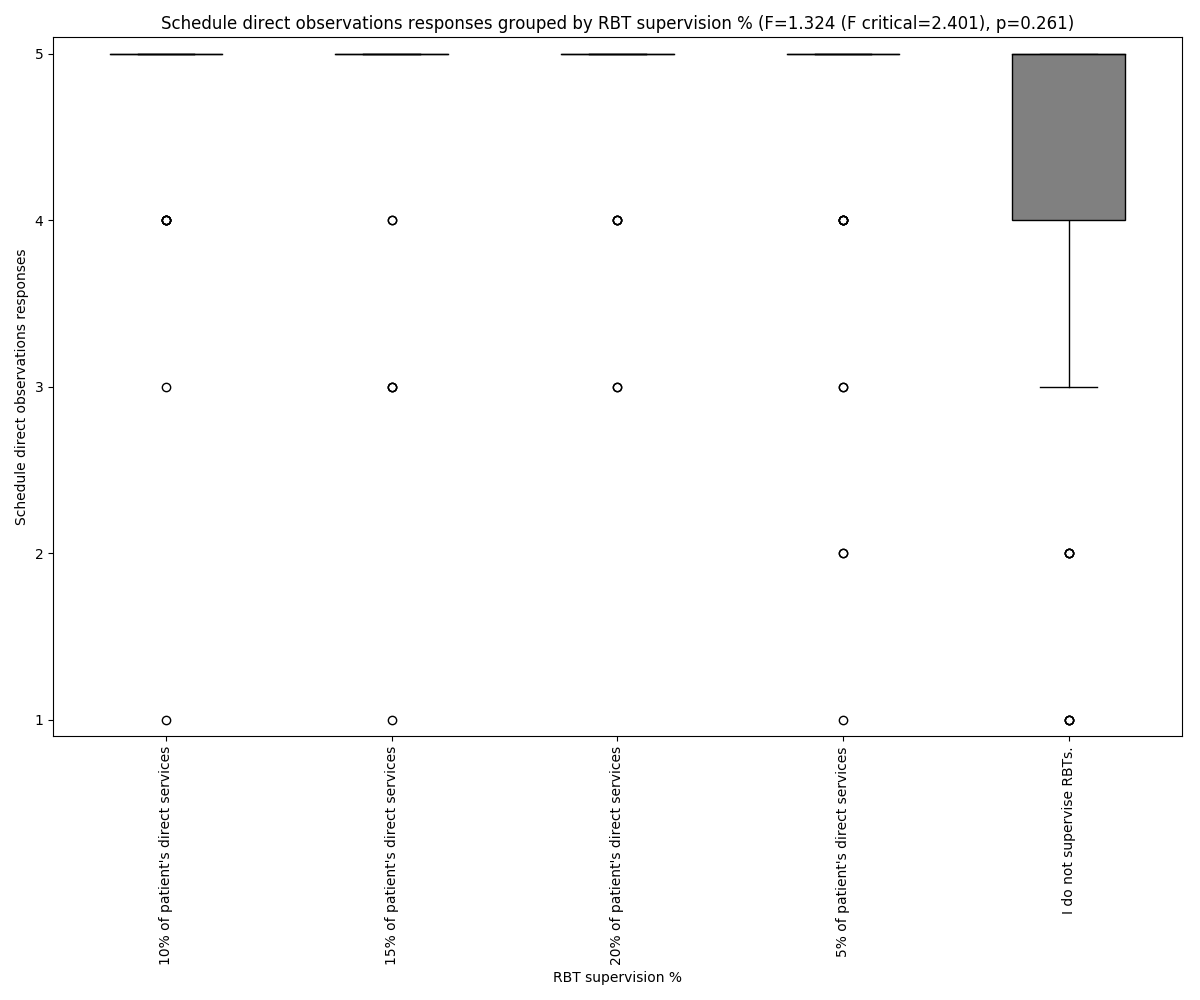 Schedule direct observations responses grouped by RBT supervision % (F=1.324 (F critical=2.401), p=0.261)
Schedule direct observations responses
5
4
3
2
1
10% of patient's direct services
15% of patient's direct services
20% of patient's direct services
5% of patient's direct services
I do not supervise RBTs.
RBT supervision %